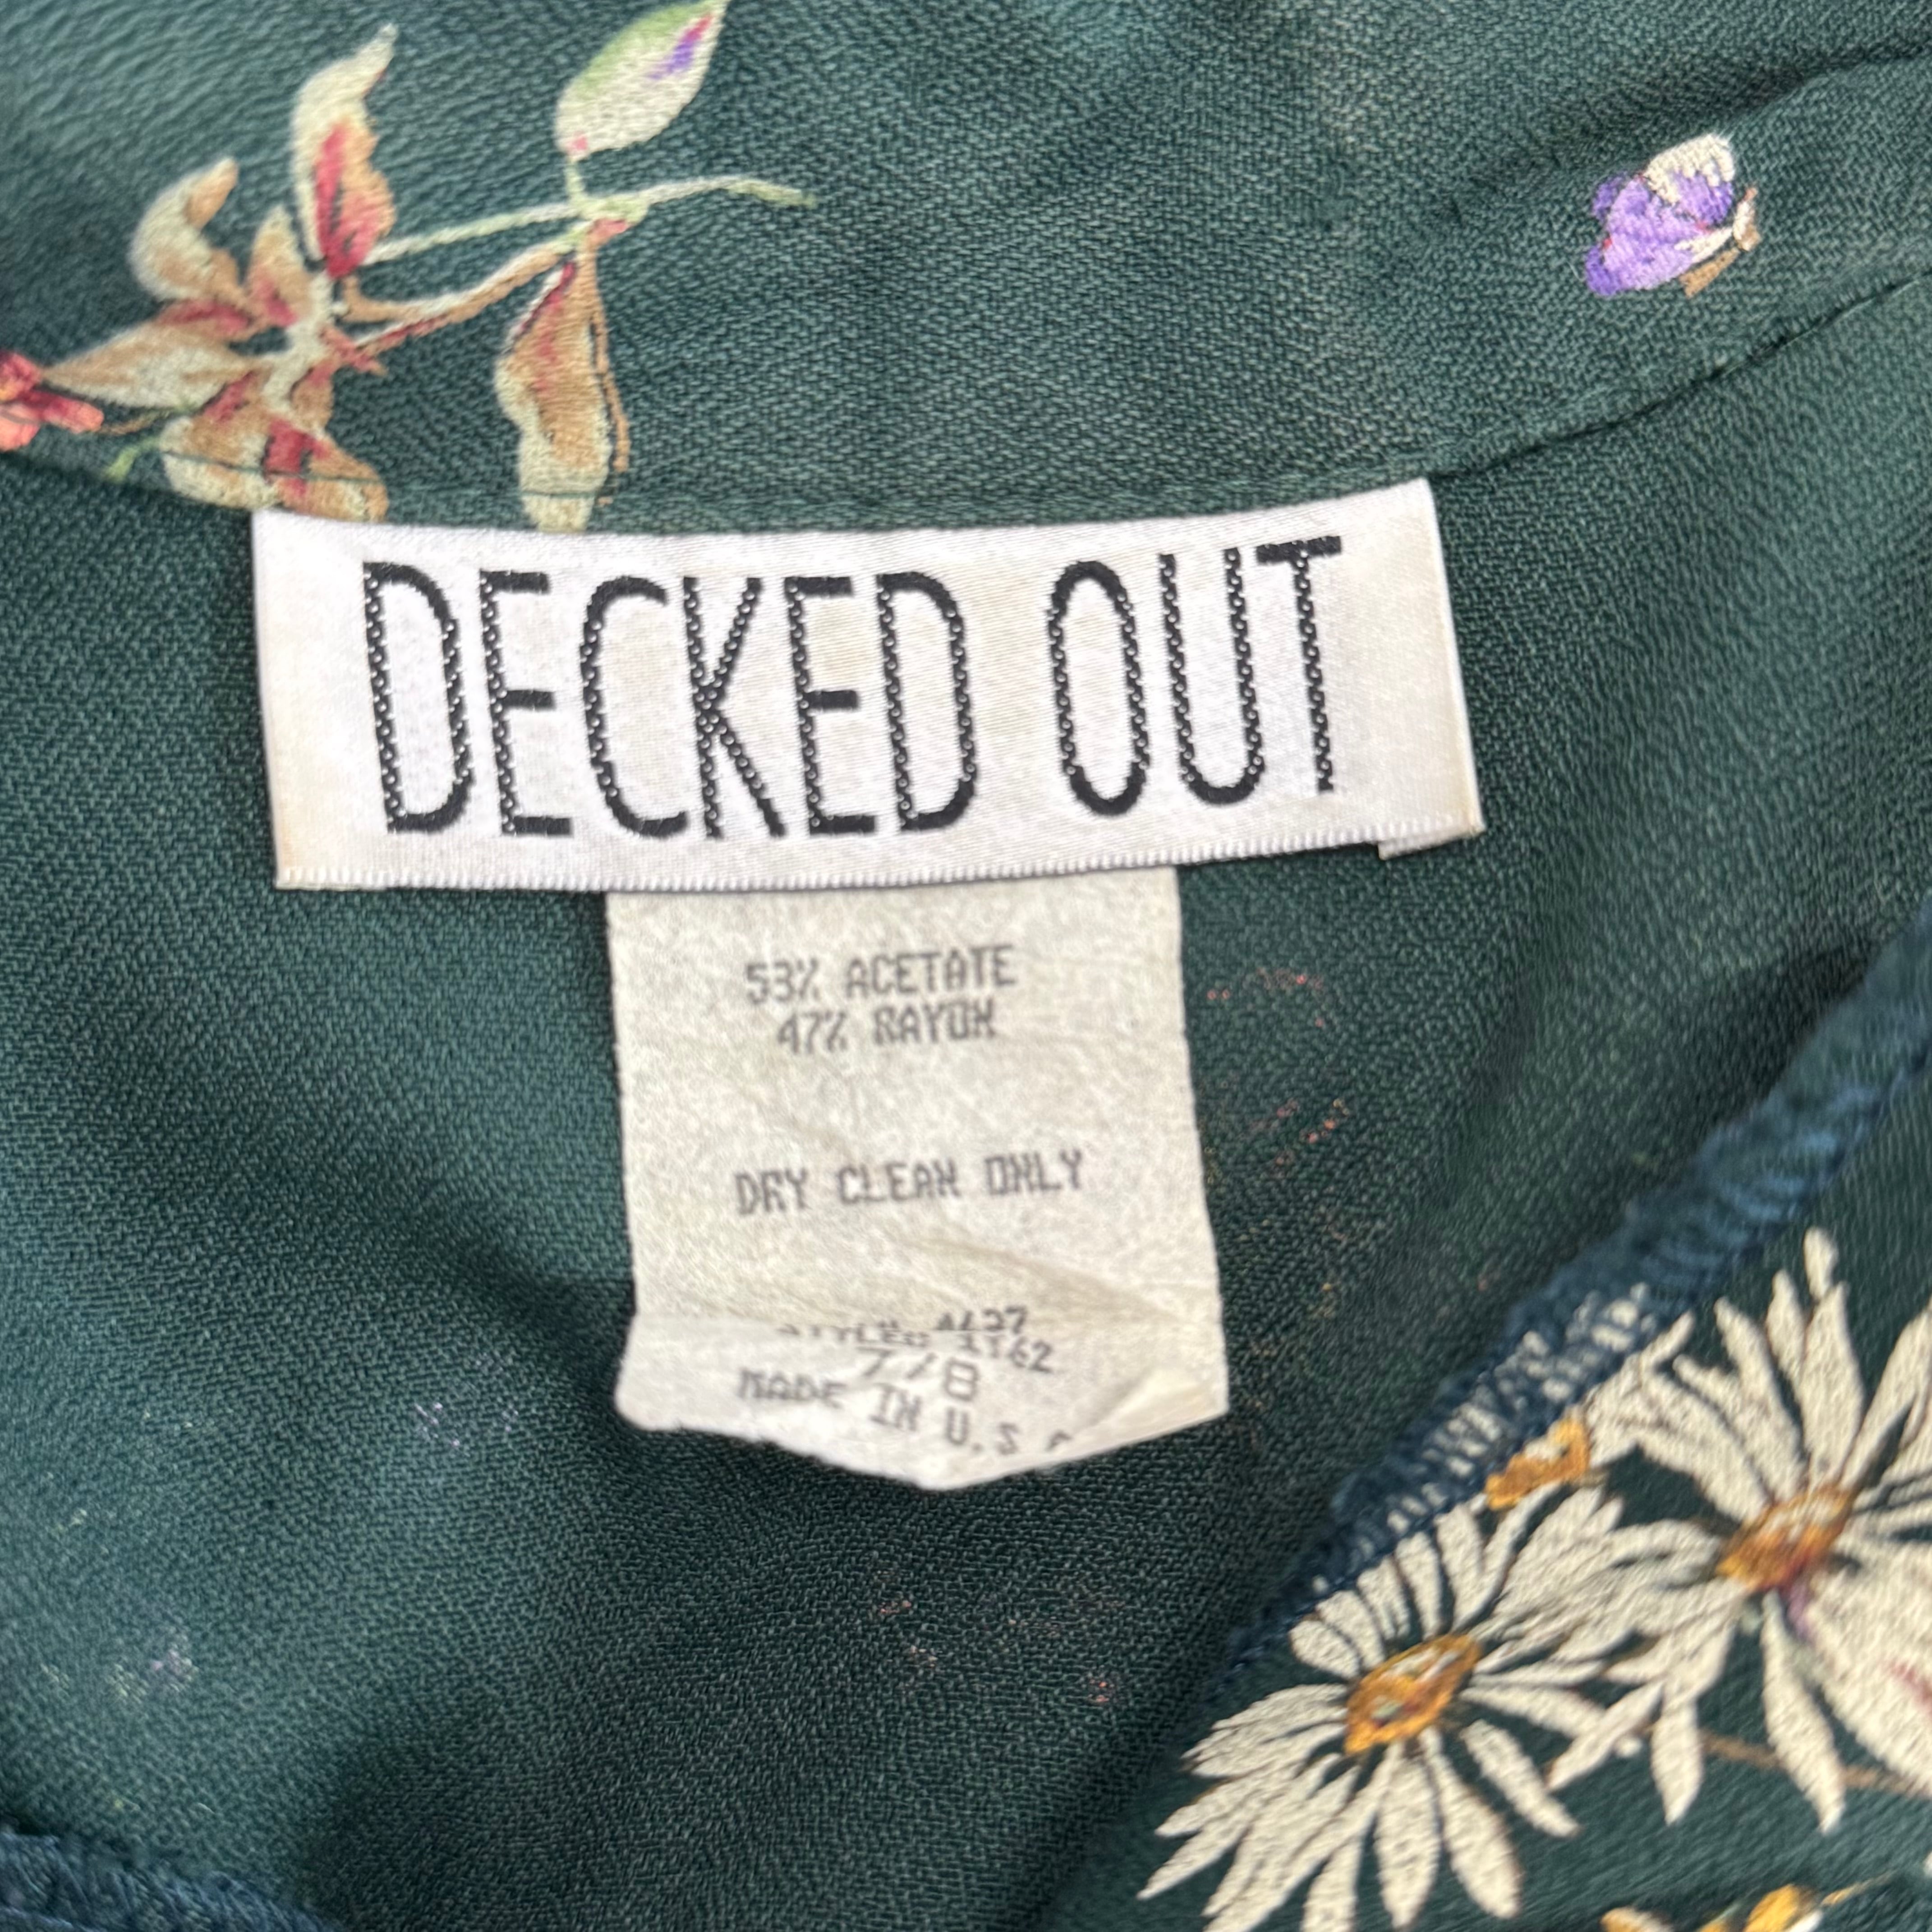 DECKED OUT
53% ACETATE
47% RAYON
DRY CLEAN ONLY
7/8
MADE IN U.S